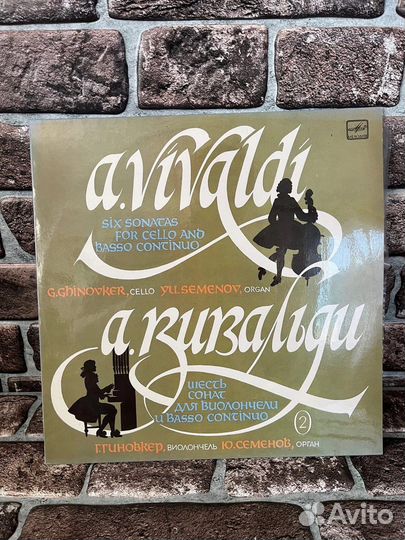 a.vivaldi
SIX SONATAS
FOR CELLO AND
BASSO CONTINUO
G.GHINOVKER, CELLO YU.SEMENOV, ORGAN
а.вивальди
ШЕСТЬ
СОНАТ
ДЛЯ ВИОЛОНЧЕЛИ
И BASSO CONTINUO
2
Г.ГИНОВКЕР, ВИОЛОНЧЕЛЬ Ю.СЕМЕНОВ, ОРГАН
Avito